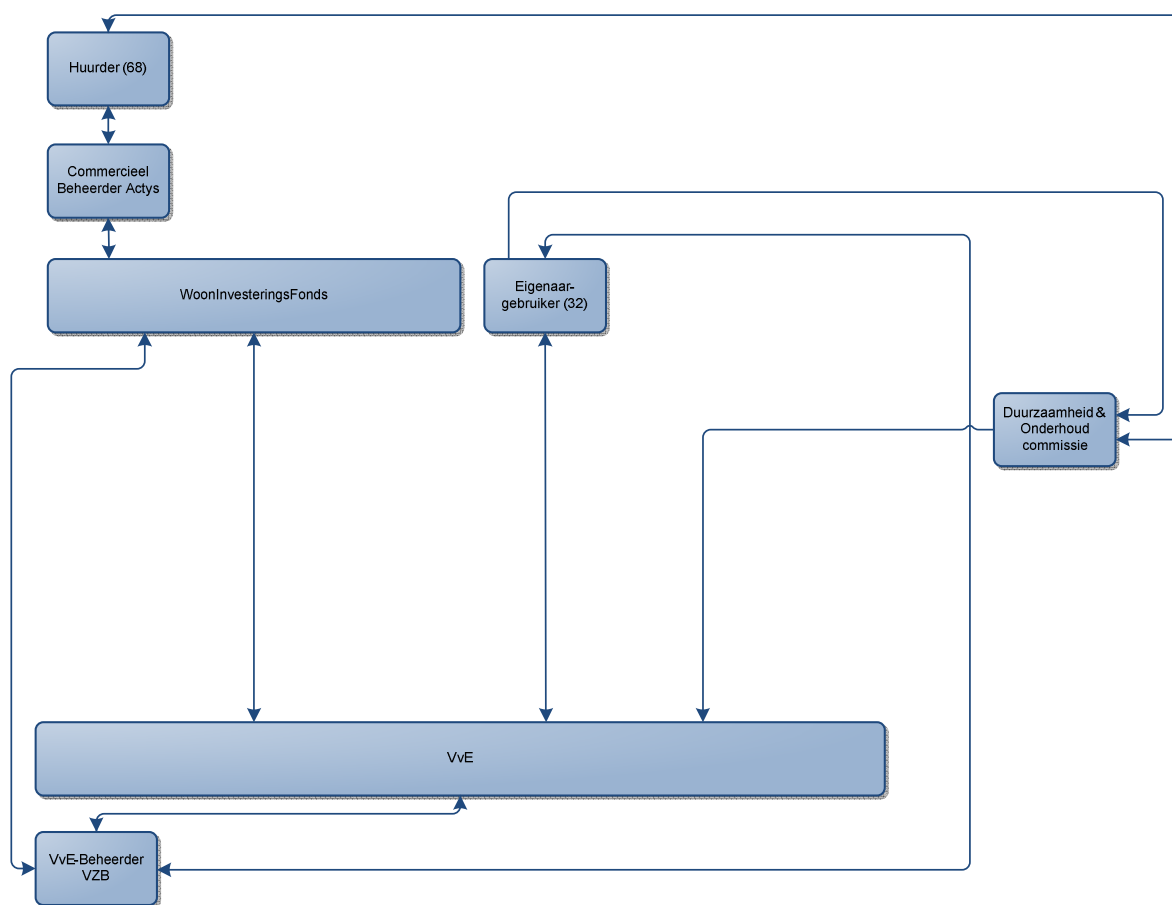 Huurder (68)
Commercieel
Beheerder Actys
WoonInvesteringsFonds
Eigenaar-
gebruiker (32)
Duurzaamheid &
Onderhoud
commissie
VvE
VvE-Beheerder
VZB